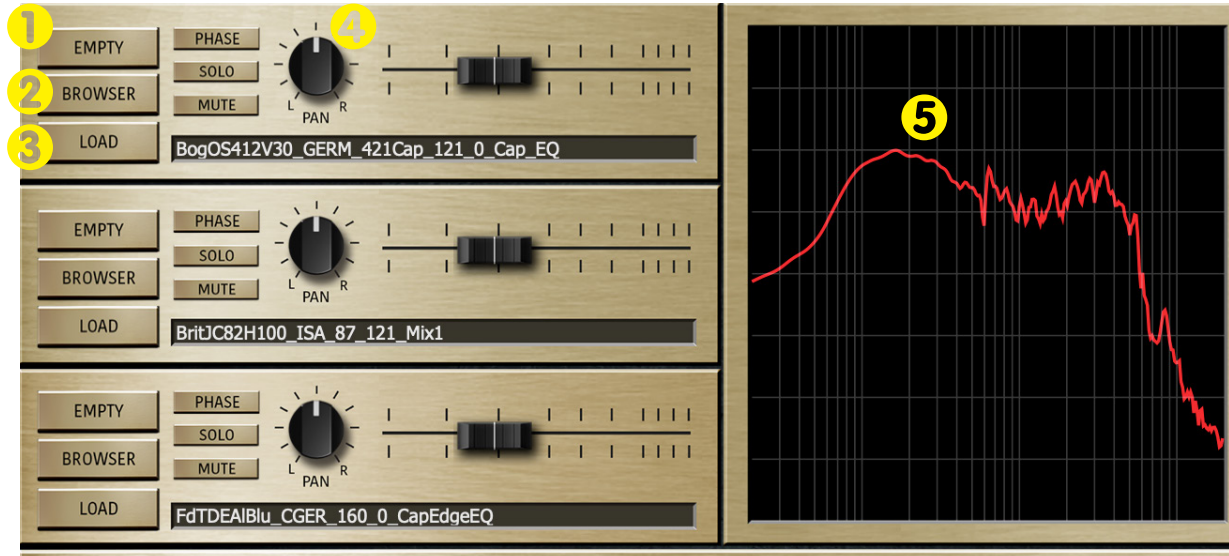 1
EMPTY
PHASE
4
SOLO
2
BROWSER
MUTE
L
R
PAN
3
LOAD
BogOS412V30_GERM_421Cap_121_0_Cap_EQ
EMPTY
PHASE
SOLO
BROWSER
MUTE
L
R
PAN
LOAD
BritJC82H100_ISA_87_121_Mix1
EMPTY
PHASE
SOLO
BROWSER
MUTE
L
R
PAN
LOAD
FdTDEAlBlu_CGER_160_0_CapEdgeEQ
5